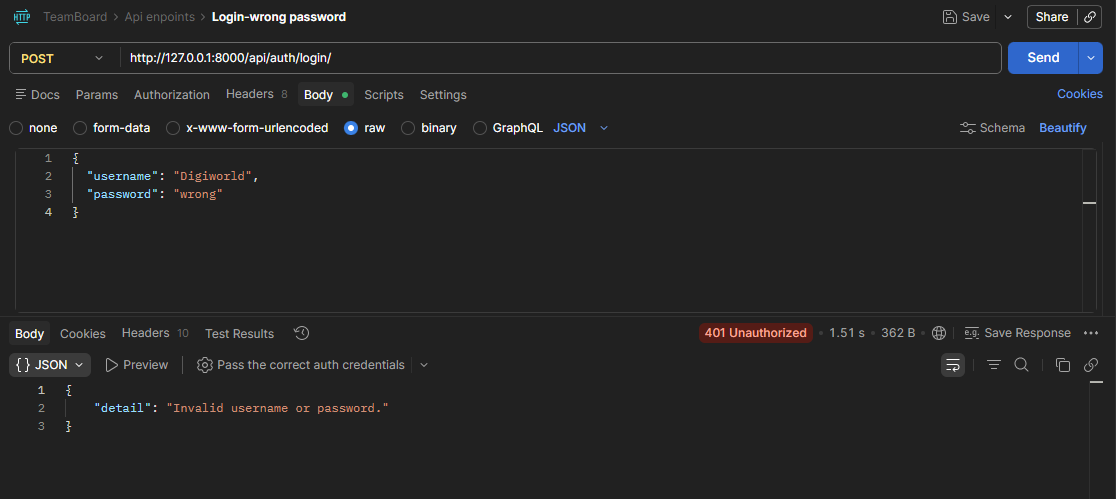 HTTP TeamBoard > Api enpoints > Login-wrong password Save Share
POST http://127.0.0.1:8000/api/auth/login/ Send
Docs Params Authorization Headers 8 Body Scripts Settings Cookies
none form-data x-www-form-urlencoded raw binary GraphQL JSON Schema Beautify
1 {
2 "username": "Digiworld",
3 "password": "wrong"
4 }
Body Cookies Headers 10 Test Results 401 Unauthorized • 1.51 s • 362 B e.g. Save Response
{} JSON Preview Pass the correct auth credentials
1 {
2 "detail": "Invalid username or password."
3 }